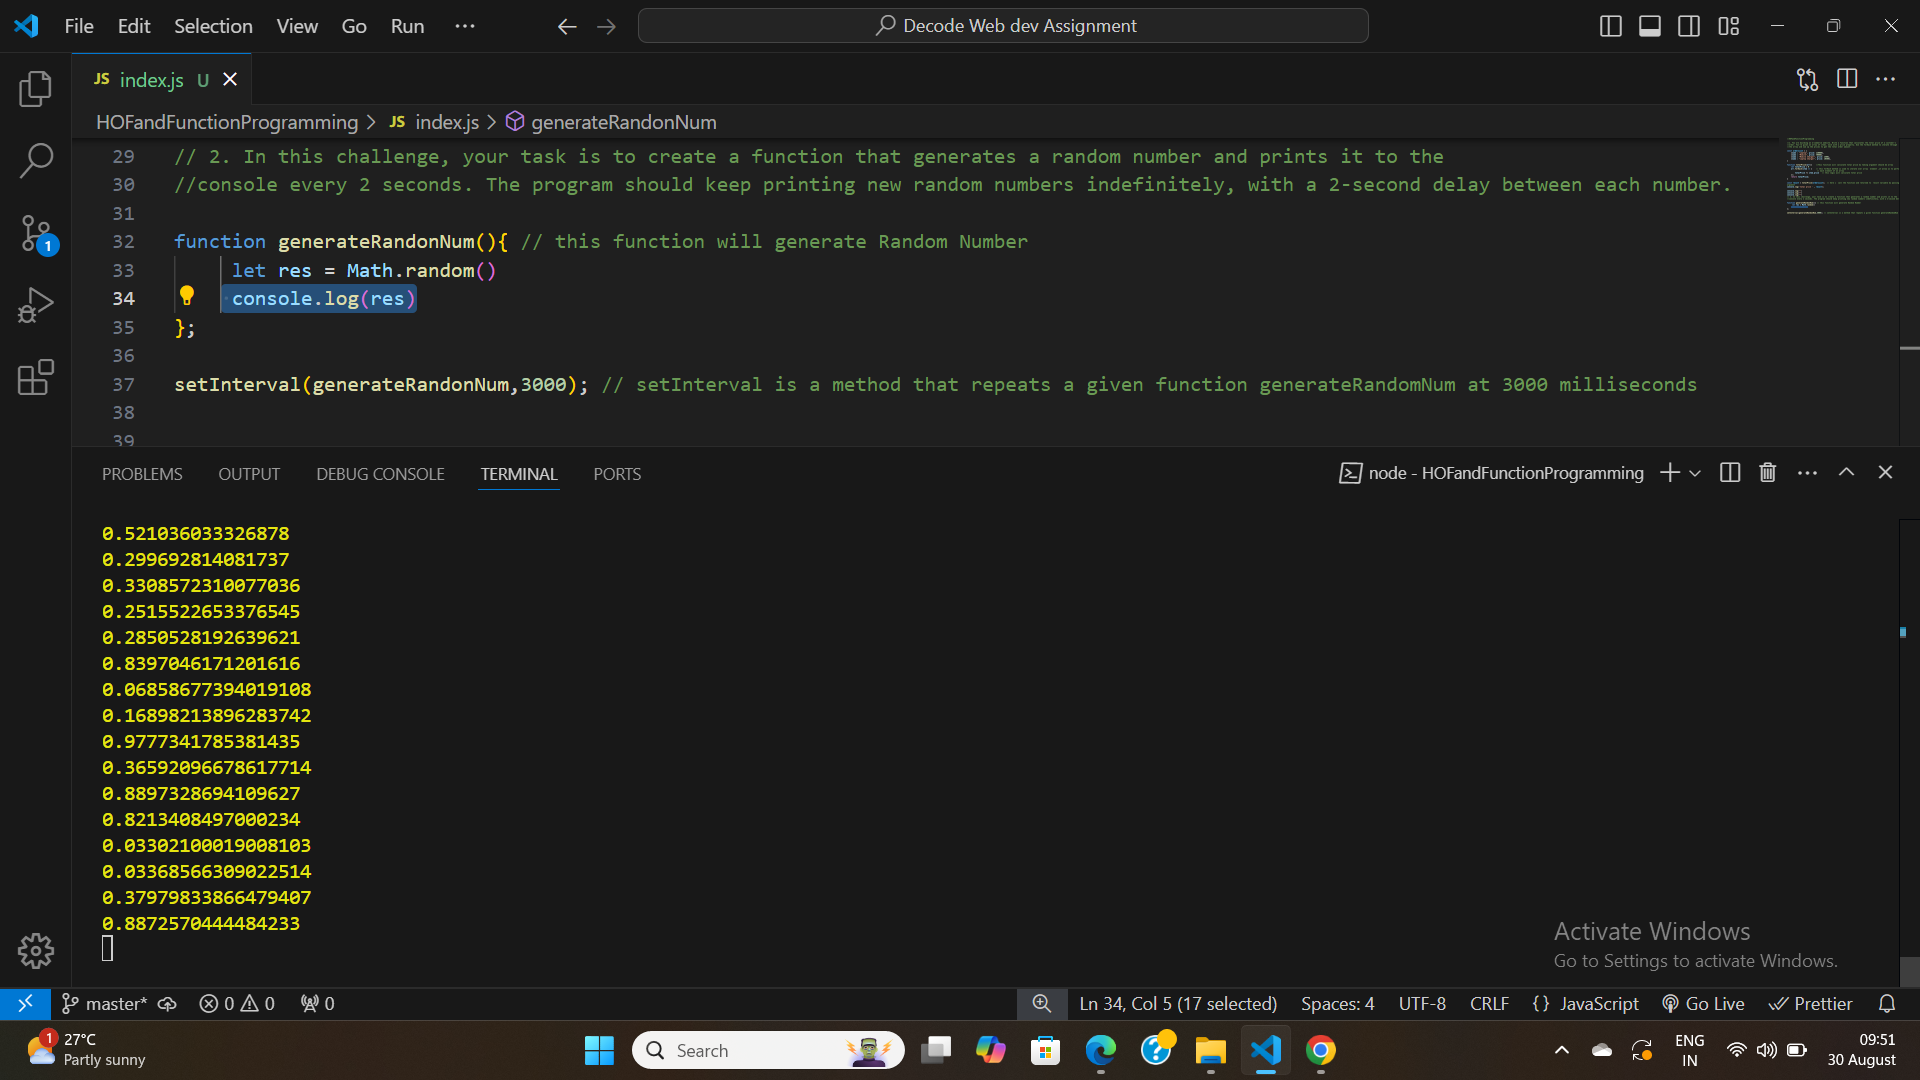 File Edit Selection View Go Run ··· Decode Web dev Assignment
JS index.js U
HOFandFunctionProgramming > JS index.js > generateRandonNum
29 // 2. In this challenge, your task is to create a function that generates a random number and prints it to the
30 //console every 2 seconds. The program should keep printing new random numbers indefinitely, with a 2-second delay between each number.
31
32 function generateRandonNum(){ // this function will generate Random Number
33 let res = Math.random()
34 console.log(res)
35 };
36
37 setInterval(generateRandonNum,3000); // setInterval is a method that repeats a given function generateRandomNum at 3000 milliseconds
38
39
PROBLEMS OUTPUT DEBUG CONSOLE TERMINAL PORTS node - HOFandFunctionProgramming
0.521036033326878
0.299692814081737
0.3308572310077036
0.2515522653376545
0.2850528192639621
0.8397046171201616
0.06858677394019108
0.16898213896283742
0.9777341785381435
0.36592096678617714
0.8897328694109627
0.8213408497000234
0.03302100019008103
0.03368566309022514
0.37979833866479407
0.8872570444484233
Activate Windows
Go to Settings to activate Windows.
1
master* 0 0 0 Ln 34, Col 5 (17 selected) Spaces: 4 UTF-8 CRLF {} JavaScript Go Live Prettier
1 27°C
Partly sunny
Search
ENG
IN
09:51
30 August